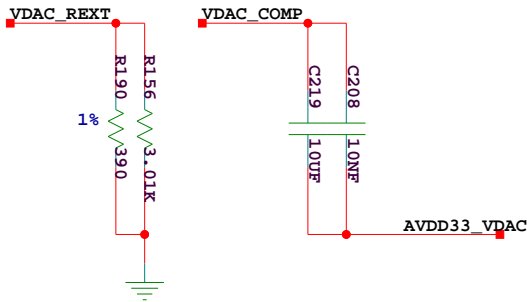 VDAC_REXT
VDAC_COMP
R190
R156
C219
C208
1%
390
3.01K
10UF
10NF
AVDD33_VDAC